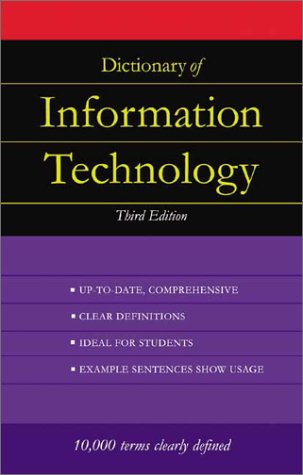 Dictionary of
Information
Technology
Third Edition
▪ UP-TO-DATE, COMPREHENSIVE
▪ CLEAR DEFINITIONS
▪ IDEAL FOR STUDENTS
▪ EXAMPLE SENTENCES SHOW USAGE
10,000 terms clearly defined